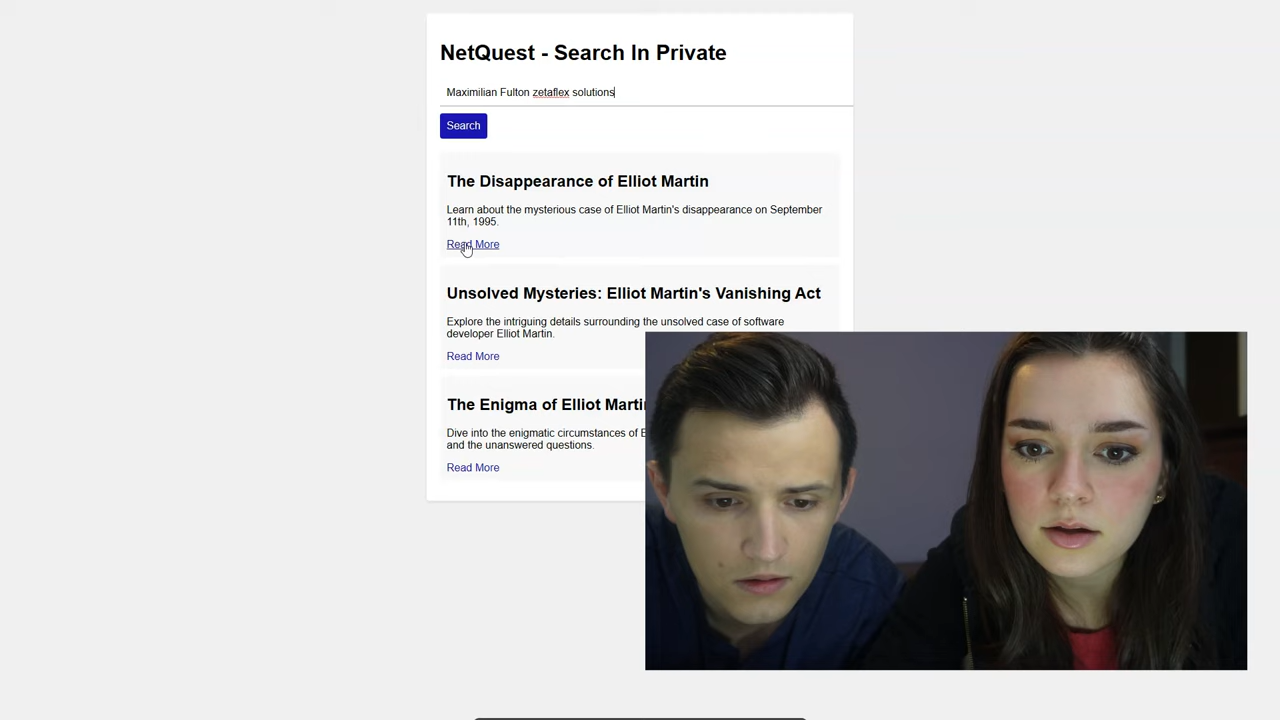 NetQuest - Search In Private
Maximilian Fulton zetaflex solutions
Search
The Disappearance of Elliot Martin
Learn about the mysterious case of Elliot Martin's disappearance on September
11th, 1995.
Read More
Unsolved Mysteries: Elliot Martin's Vanishing Act
Explore the intriguing details surrounding the unsolved case of software
developer Elliot Martin.
Read More
The Enigma of Elliot
Dive into the enigmatic circumstances of
and the unanswered questions.
Read More